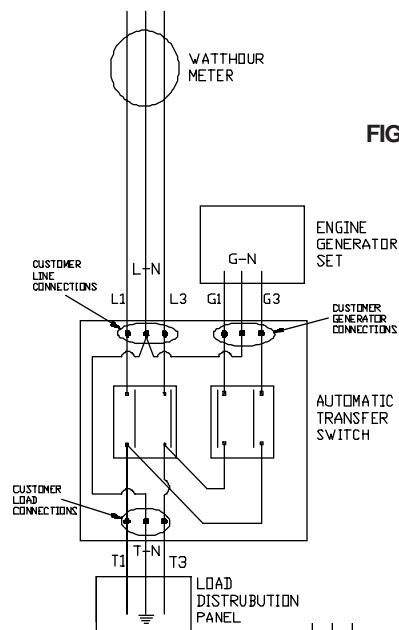 WATTHOUR
METER
FIG
ENGINE
GENERATOR
SET
G-N
CUSTOMER
LINE
CONNECTIONS
L-N
L1
L3
G1
G3
CUSTOMER
GENERATOR
CONNECTIONS
AUTOMATIC
TRANSFER
SWITCH
CUSTOMER
LOAD
CONNECTIONS
T-N
T1
T3
LOAD
DISTRUBUTION
PANEL